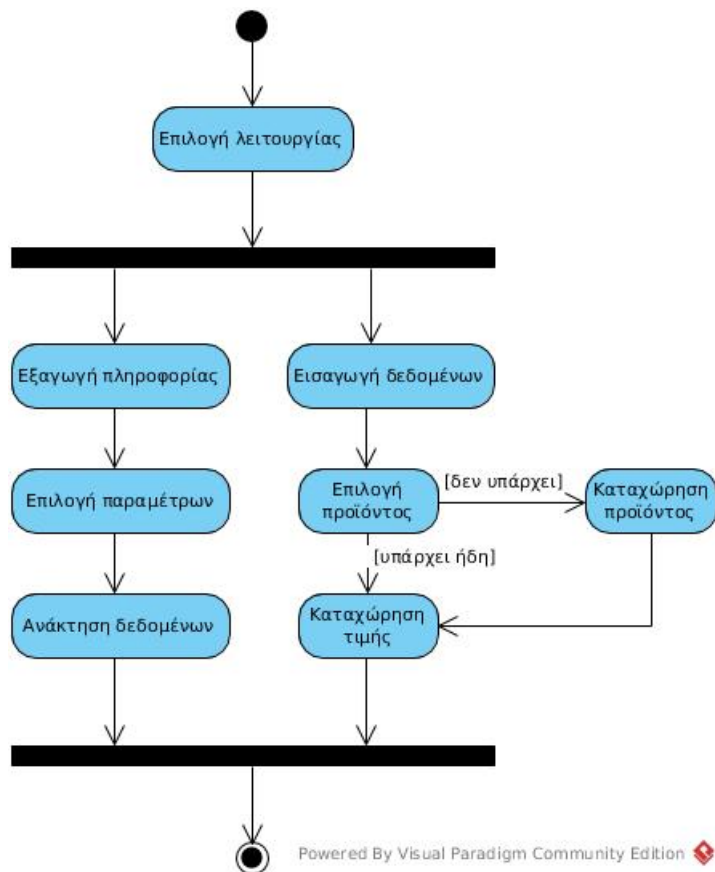 Επιλογή λειτουργίας
Εξαγωγή πληροφορίας
Εισαγωγή δεδομένων
Επιλογή παραμέτρων
Επιλογή
προϊόντος
[δεν υπάρχει]
Καταχώρηση
προϊόντος
[υπάρχει ήδη]
Ανάκτηση δεδομένων
Καταχώρηση
τιμής
Powered By Visual Paradigm Community Edition